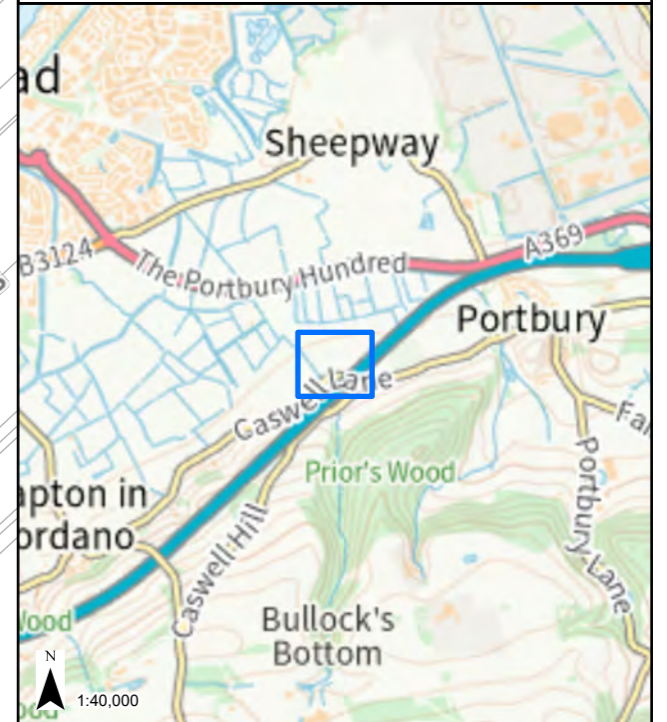 ad
Sheepway
B3124
The Portbury Hundred
A369
Portbury
Caswell Lane
Prior's Wood
apton in
ordano
Caswell Hill
Portbury Lane
Fa
Bullock's
Bottom
Wood
ood
N
1:40,000